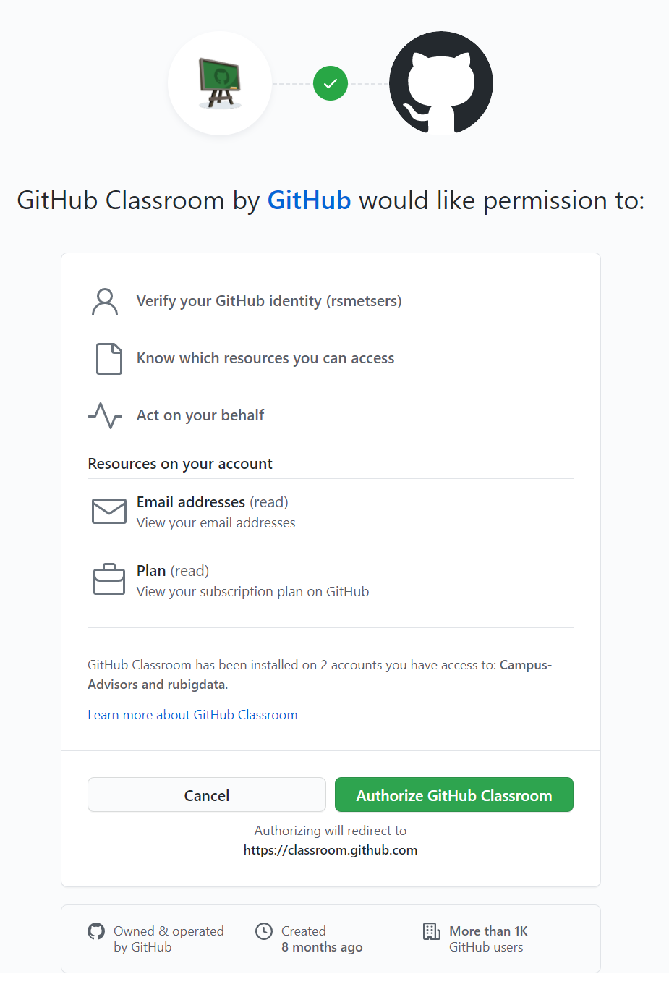 GitHub Classroom by GitHub would like permission to:
Verify your GitHub identity (rsmetsers)
Know which resources you can access
Act on your behalf
Resources on your account
Email addresses (read)
View your email addresses
Plan (read)
View your subscription plan on GitHub
GitHub Classroom has been installed on 2 accounts you have access to: Campus-
Advisors and rubigdata.
Learn more about GitHub Classroom
Cancel
Authorize GitHub Classroom
Authorizing will redirect to
https://classroom.github.com
Owned & operated
by GitHub
Created
8 months ago
More than 1K
GitHub users